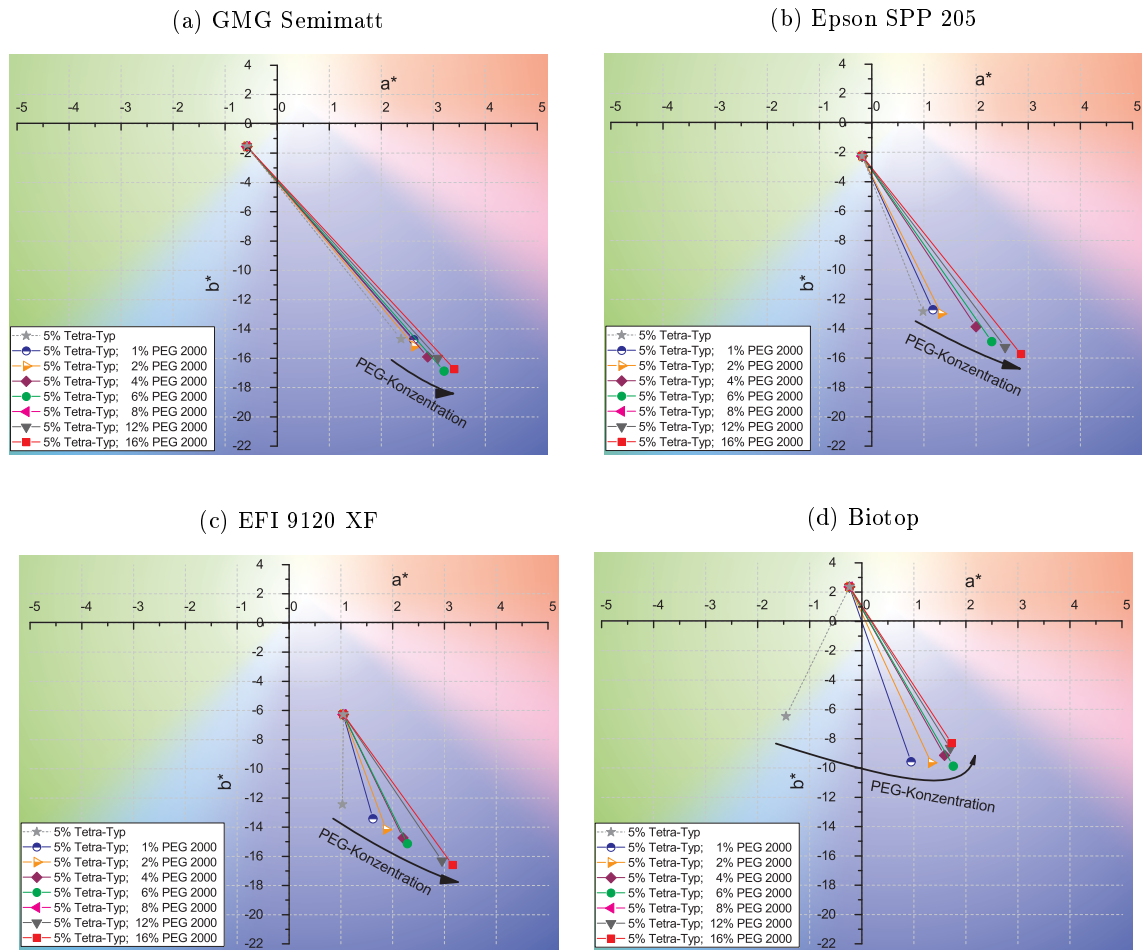 (a) GMG Semimatt
4
2
0
-2
-4
-6
-8
-10
-12
-14
-16
-18
-20
-22
a*
-5 -4 -3 -2 -1 0 1 2 3 4 5
b*
PEG-Konzentration
5% Tetra-Typ
5% Tetra-Typ; 1% PEG 2000
5% Tetra-Typ; 2% PEG 2000
5% Tetra-Typ; 4% PEG 2000
5% Tetra-Typ; 6% PEG 2000
5% Tetra-Typ; 8% PEG 2000
5% Tetra-Typ; 12% PEG 2000
5% Tetra-Typ; 16% PEG 2000
(b) Epson SPP 205
4
2
0
-2
-4
-6
-8
-10
-12
-14
-16
-18
-20
-22
a*
-5 -4 -3 -2 -1 0 1 2 3 4 5
b*
PEG-Konzentration
5% Tetra-Typ
5% Tetra-Typ; 1% PEG 2000
5% Tetra-Typ; 2% PEG 2000
5% Tetra-Typ; 4% PEG 2000
5% Tetra-Typ; 6% PEG 2000
5% Tetra-Typ; 8% PEG 2000
5% Tetra-Typ; 12% PEG 2000
5% Tetra-Typ; 16% PEG 2000
(c) EFI 9120 XF
4
2
0
-2
-4
-6
-8
-10
-12
-14
-16
-18
-20
-22
a*
-5 -4 -3 -2 -1 0 1 2 3 4 5
b*
PEG-Konzentration
5% Tetra-Typ
5% Tetra-Typ; 1% PEG 2000
5% Tetra-Typ; 2% PEG 2000
5% Tetra-Typ; 4% PEG 2000
5% Tetra-Typ; 6% PEG 2000
5% Tetra-Typ; 8% PEG 2000
5% Tetra-Typ; 12% PEG 2000
5% Tetra-Typ; 16% PEG 2000
(d) Biotop
4
2
0
-2
-4
-6
-8
-10
-12
-14
-16
-18
-20
-22
a*
-5 -4 -3 -2 -1 0 1 2 3 4 5
b*
PEG-Konzentration
5% Tetra-Typ
5% Tetra-Typ; 1% PEG 2000
5% Tetra-Typ; 2% PEG 2000
5% Tetra-Typ; 4% PEG 2000
5% Tetra-Typ; 6% PEG 2000
5% Tetra-Typ; 8% PEG 2000
5% Tetra-Typ; 12% PEG 2000
5% Tetra-Typ; 16% PEG 2000